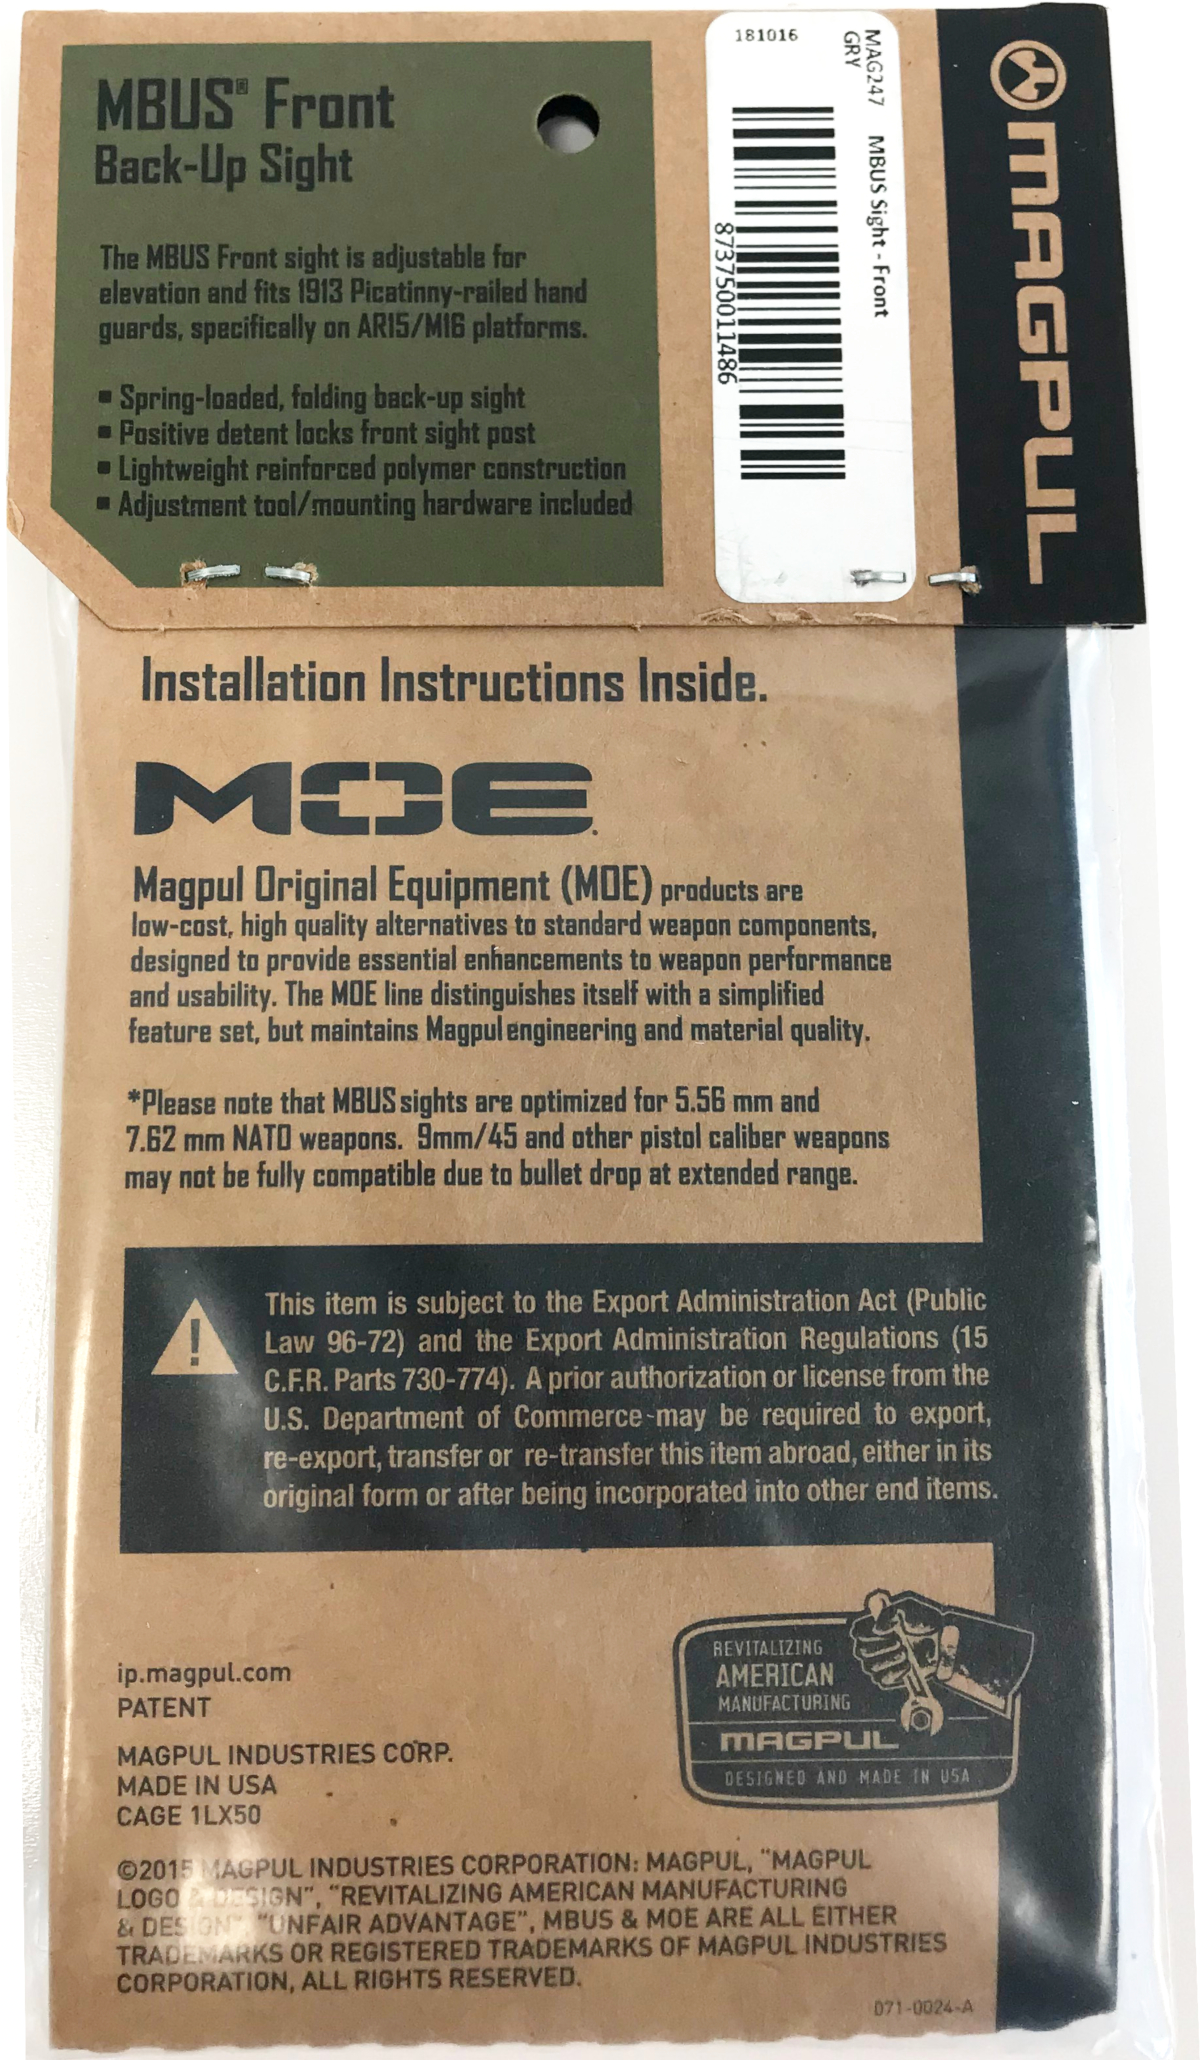 MBUS® Front
Back-Up Sight
The MBUS Front sight is adjustable for
elevation and fits 1913 Picatinny-railed hand
guards, specifically on AR15/M16 platforms.
▪ Spring-loaded, folding back-up sight
▪ Positive detent locks front sight post
▪ Lightweight reinforced polymer construction
▪ Adjustment tool/mounting hardware included
181016
MAG247 MBUS Sight - Front
GRY
873750011486
MAGPUL
Installation Instructions Inside.
MOE
Magpul Original Equipment (MOE) products are
low-cost, high quality alternatives to standard weapon components,
designed to provide essential enhancements to weapon performance
and usability. The MOE line distinguishes itself with a simplified
feature set, but maintains Magpul engineering and material quality.
*Please note that MBUS sights are optimized for 5.56 mm and
7.62 mm NATO weapons. 9mm/45 and other pistol caliber weapons
may not be fully compatible due to bullet drop at extended range.
This item is subject to the Export Administration Act (Public
Law 96-72) and the Export Administration Regulations (15
C.F.R. Parts 730-774). A prior authorization or license from the
U.S. Department of Commerce may be required to export,
re-export, transfer or re-transfer this item abroad, either in its
original form or after being incorporated into other end items.
REVITALIZING
AMERICAN
MANUFACTURING
MAGPUL
DESIGNED AND MADE IN USA
ip.magpul.com
PATENT
MAGPUL INDUSTRIES CORP.
MADE IN USA
CAGE 1LX50
©2015 MAGPUL INDUSTRIES CORPORATION: MAGPUL, "MAGPUL
LOGO & DESIGN", "REVITALIZING AMERICAN MANUFACTURING
& DESIGN", "UNFAIR ADVANTAGE", MBUS & MOE ARE ALL EITHER
TRADEMARKS OR REGISTERED TRADEMARKS OF MAGPUL INDUSTRIES
CORPORATION, ALL RIGHTS RESERVED.
071-0024-A